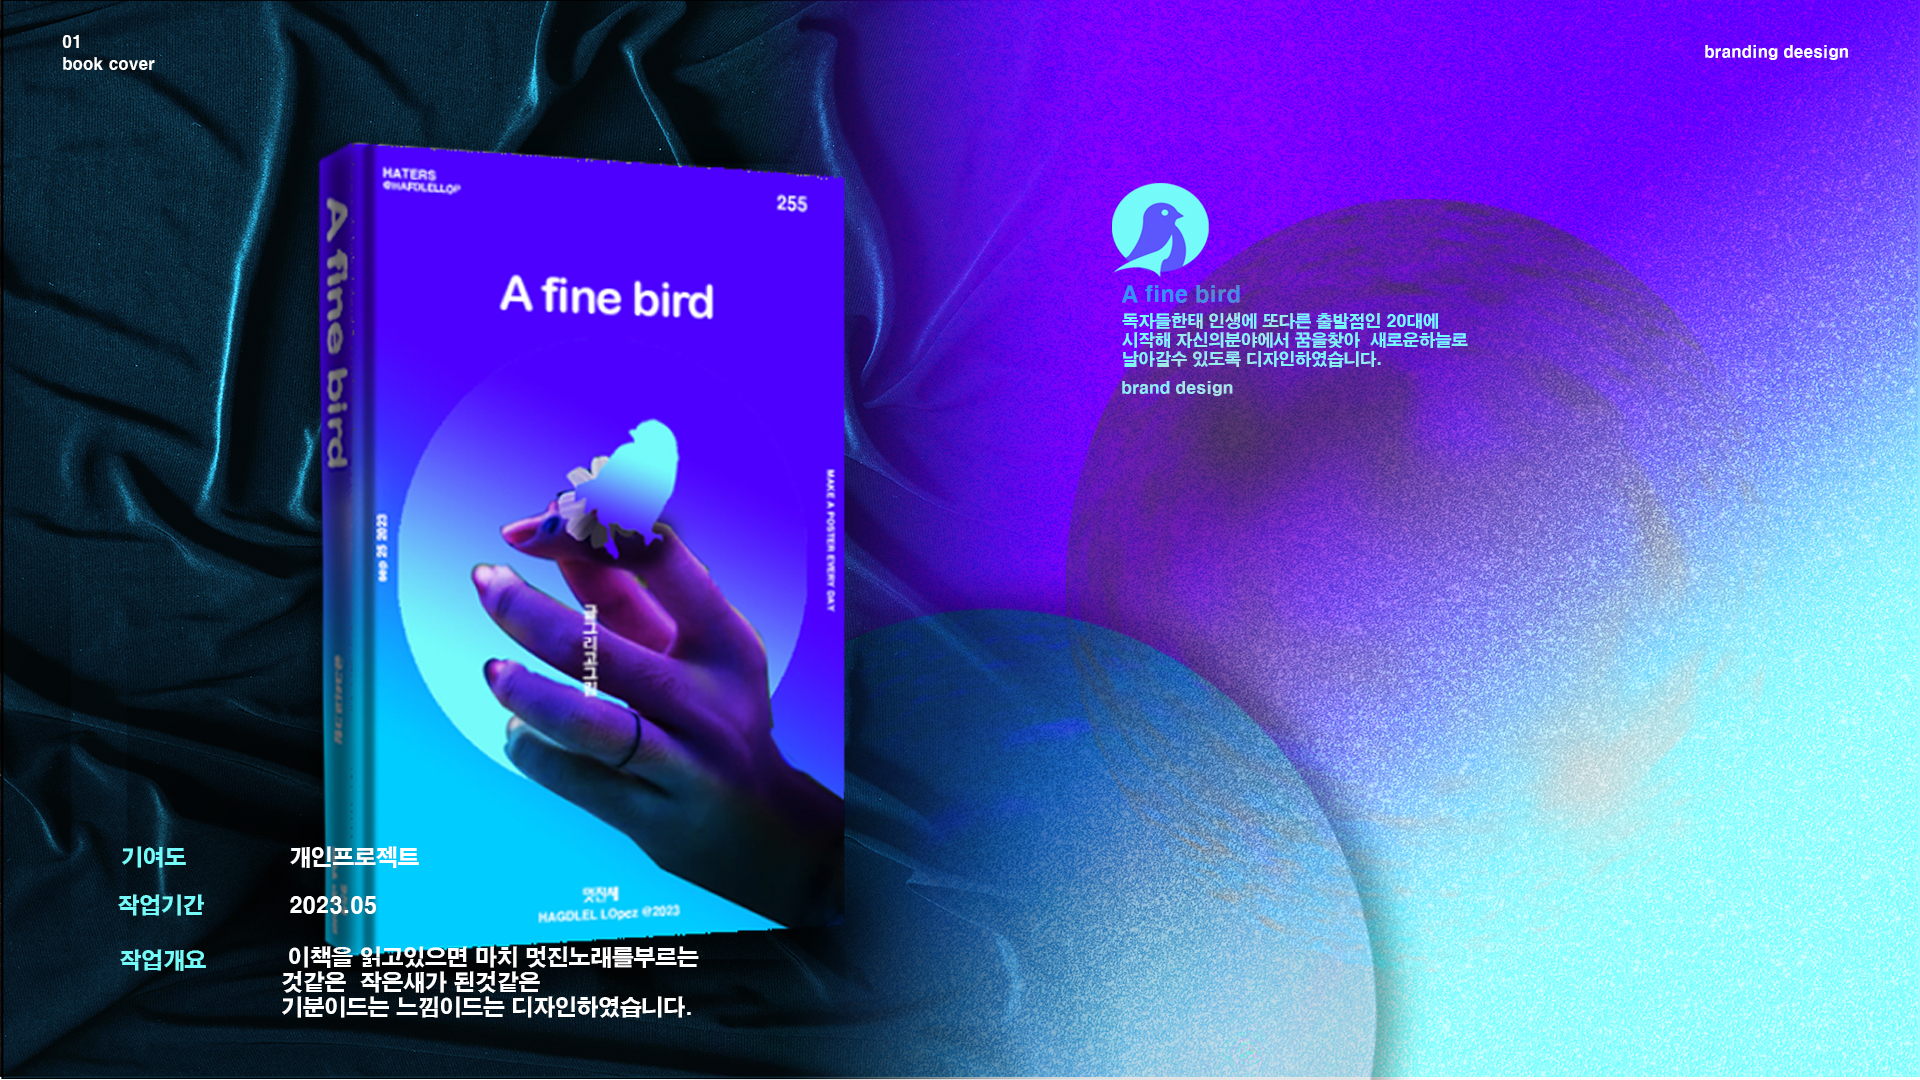 01
book cover
branding deesign
HATERS
@HAFDLELLOP
255
A fine bird
A fine bird
sep 25 2023
MAKE A POSTER EVERY DAY
멋진새
HAGDLEL LOpez @2023
A fine bird
독자들한태 인생에 또다른 출발점인 20대에
시작해 자신의분야에서 꿈을찾아 새로운하늘로
날아갈수 있도록 디자인하였습니다.
brand design
기여도 개인프로젝트
작업기간 2023.05
작업개요 이책을 읽고있으면 마치 멋진노래를부르는
것같은 작은새가 된것같은
기분이드는 느낌이드는 디자인하였습니다.